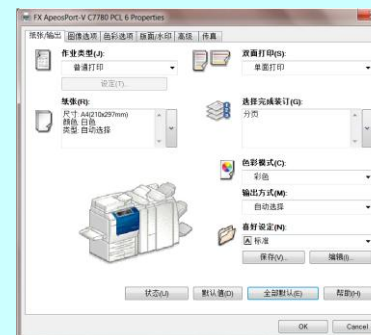 FX ApeosPort-V C7780 PCL 6 Properties
纸张/输出 图像选项 色彩选项 版面/水印 高级 传真
作业类型(J):
普通打印
设定(T)...
纸张(R):
尺寸: A4(210x297mm)
颜色: 白色
类型: 自动选择
双面打印(S):
单面打印
选择完成装订(G):
分页
色彩模式(C):
彩色
输出方式(M):
自动选择
喜好设定(N):
A 标准
保存(V)... 编辑(I)...
状态(U) 默认值(D) 全部默认(E) 帮助(H)
OK Cancel